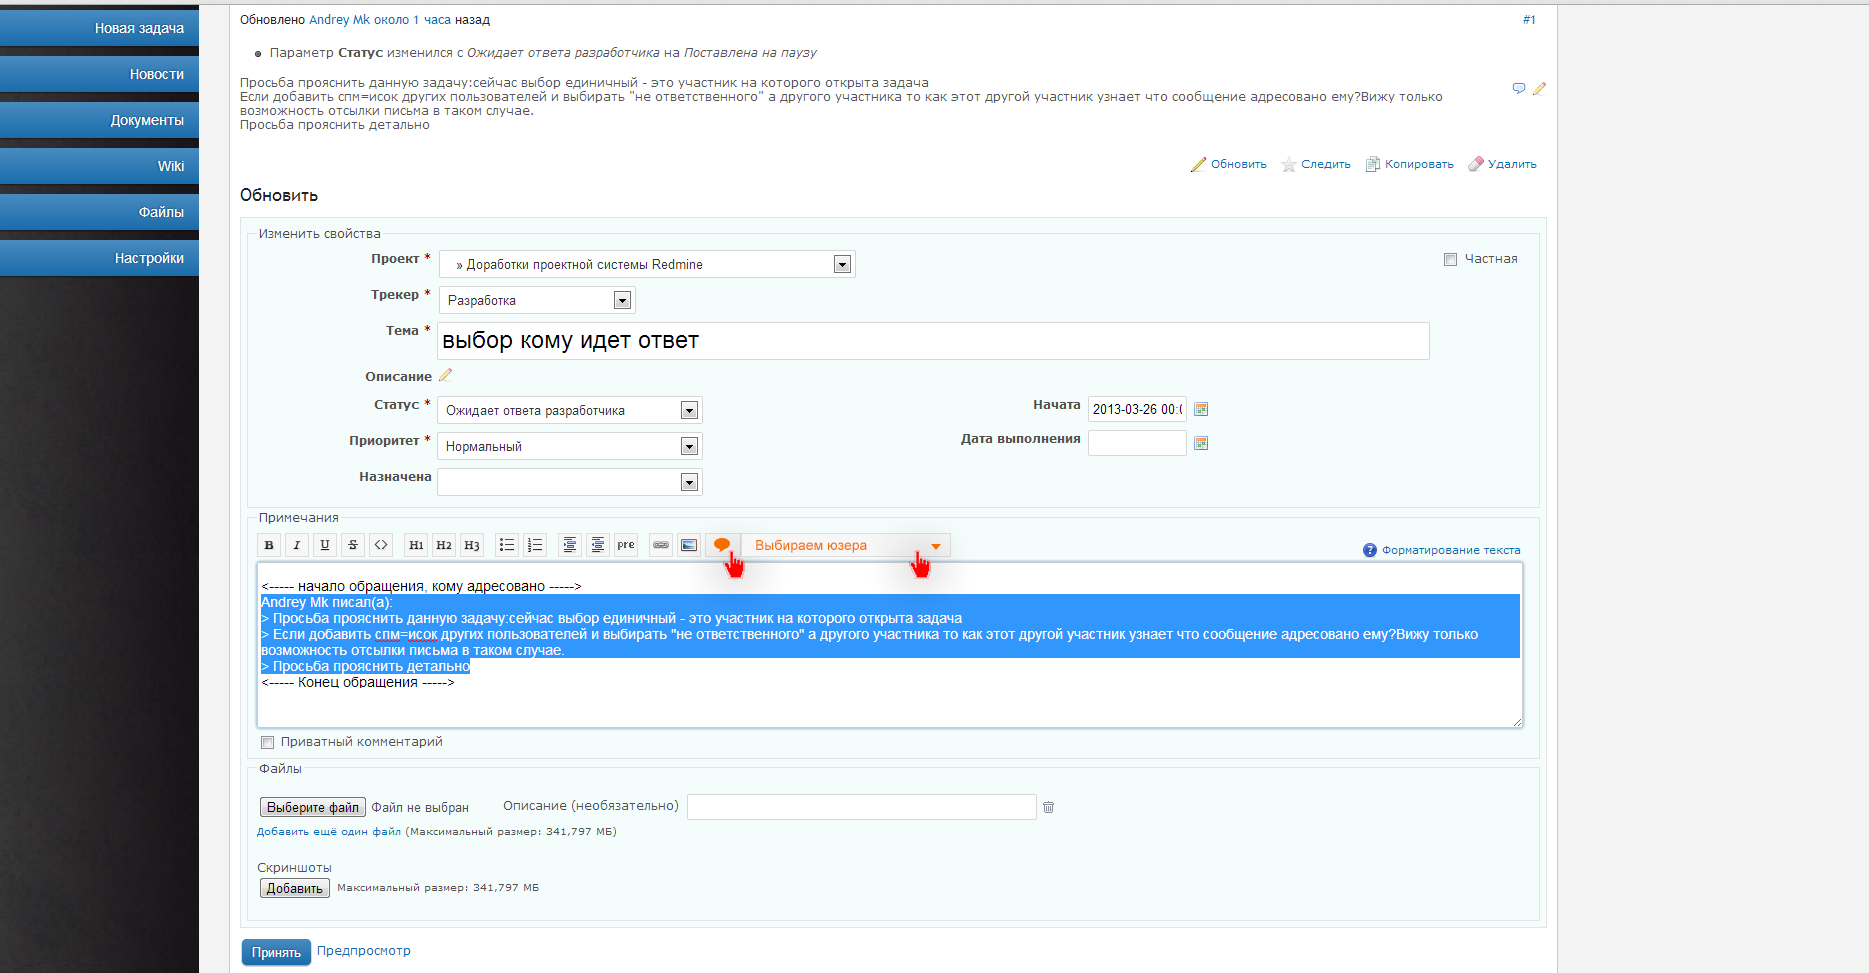 Новая задача
Новости
Документы
Wiki
Файлы
Настройки
Обновлено Andrey Mk около 1 часа назад
#1
Параметр Статус изменился с Ожидает ответа разработчика на Поставлена на паузу
Просьба прояснить данную задачу:сейчас выбор единичный - это участник на которого открыта задача
Если добавить спм=исок других пользователей и выбирать "не ответственного" а другого участника то как этот другой участник узнает что сообщение адресовано ему?Вижу только
возможность отсылки письма в таком случае.
Просьба прояснить детально
Обновить Следить Копировать Удалить
Обновить
Изменить свойства
Проект * » Доработки проектной системы Redmine
Частная
Трекер * Разработка
Тема * выбор кому идет ответ
Описание
Статус * Ожидает ответа разработчика
Начата 2013-03-26 00:
Приоритет * Нормальный
Дата выполнения
Назначена
Примечания
B I U S <> H1 H2 H3 pre Выбираем юзера
Форматирование текста
<----- начало обращения, кому адресовано ----->
Andrey Mk писал(а):
> Просьба прояснить данную задачу:сейчас выбор единичный - это участник на которого открыта задача
> Если добавить спм=исок других пользователей и выбирать "не ответственного" а другого участника то как этот другой участник узнает что сообщение адресовано ему?Вижу только
возможность отсылки письма в таком случае.
> Просьба прояснить детально
<----- Конец обращения ----->
Приватный комментарий
Файлы
Выберите файл Файл не выбран Описание (необязательно)
Добавить ещё один файл (Максимальный размер: 341,797 МБ)
Скриншоты
Добавить Максимальный размер: 341,797 МБ
Принять Предпросмотр